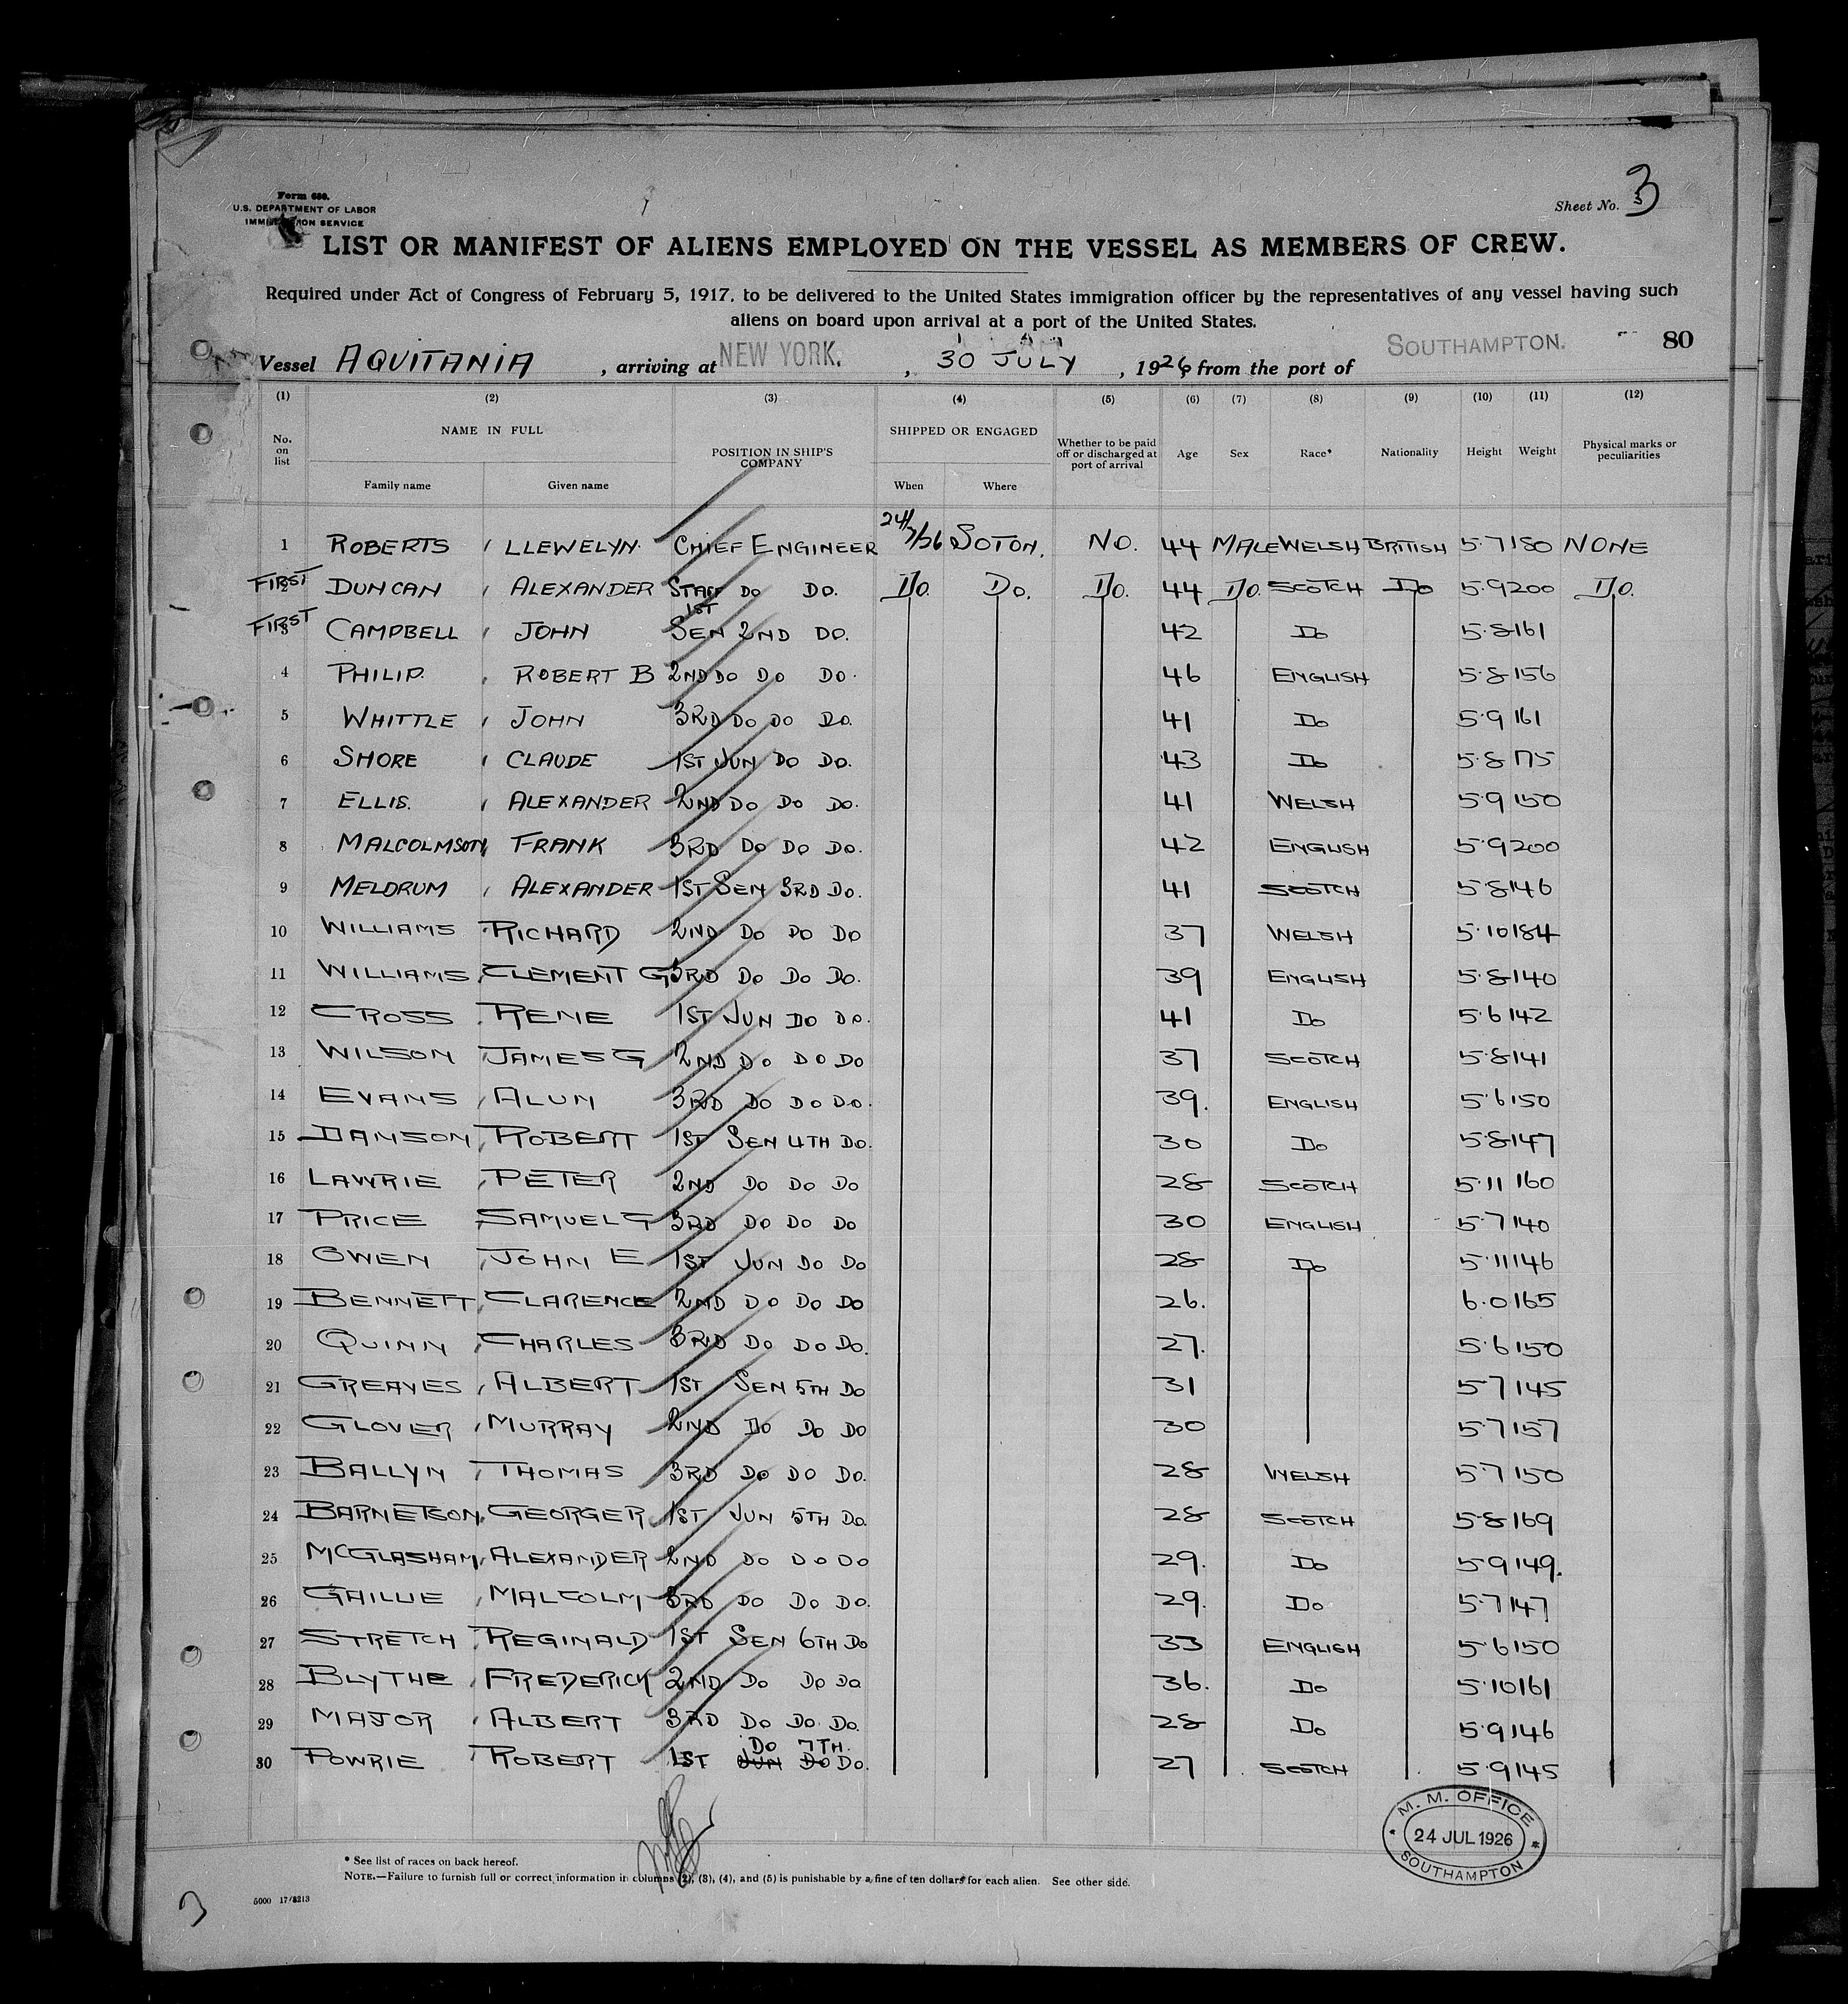 Form 680.
U.S. DEPARTMENT OF LABOR
IMMIGRATION SERVICE
Sheet No. 3
LIST OR MANIFEST OF ALIENS EMPLOYED ON THE VESSEL AS MEMBERS OF CREW.
Required under Act of Congress of February 5, 1917, to be delivered to the United States immigration officer by the representatives of any vessel having such
aliens on board upon arrival at a port of the United States.
Vessel AQUITANIA, arriving at NEW YORK., 30 JULY, 1926 from the port of SOUTHAMPTON. 80
(1) (2) (3) (4) (5) (6) (7) (8) (9) (10) (11) (12)
No. on list NAME IN FULL POSITION IN SHIP'S COMPANY SHIPPED OR ENGAGED Whether to be paid off or discharged at port of arrival Age Sex Race* Nationality Height Weight Physical marks or peculiarities
Family name Given name When Where
1 ROBERTS, LLEWELYN. CHIEF ENGINEER 24/7/26 SOTON. NO. 44 MALE WELSH BRITISH 5.7 180 NONE
FIRST 2 DUNCAN, ALEXANDER STAFF DO DO. DO. DO. DO. 44 DO. SCOTCH DO 5.9 200 DO.
FIRST 3 CAMPBELL, JOHN 1ST SEN 2ND DO. 42 DO 5.8 161
4 PHILIP, ROBERT B 2ND DO DO DO. 46 ENGLISH 5.8 156
5 WHITTLE, JOHN 3RD DO DO DO. 41 DO 5.9 161
6 SHORE, CLAUDE 1ST JUN DO DO. 43 DO 5.8 175
7 ELLIS, ALEXANDER 2ND DO DO DO. 41 WELSH 5.9 150
8 MALCOLMSON, FRANK 3RD DO DO DO. 42 ENGLISH 5.9 200
9 MELDRUM, ALEXANDER 1ST SEN 3RD DO. 41 SCOTCH 5.8 146
10 WILLIAMS, RICHARD 2ND DO DO DO 37 WELSH 5.10 184
11 WILLIAMS, CLEMENT G 3RD DO DO DO. 39 ENGLISH 5.8 140
12 CROSS, RENE 1ST JUN DO DO. 41 DO 5.6 142
13 WILSON, JAMES G 2ND DO DO DO 37 SCOTCH 5.8 141
14 EVANS, ALUN 3RD DO DO DO. 39. ENGLISH 5.6 150
15 DAMSON, ROBERT 1ST SEN 4TH DO. 30 DO 5.8 147
16 LAWRIE, PETER 2ND DO DO DO 28 SCOTCH 5.11 160
17 PRICE, SAMUEL G 3RD DO DO DO 30 ENGLISH 5.7 140
18 OWEN, JOHN E 1ST JUN DO DO 28 DO 5.11 146
19 BENNETT, CLARENCE 2ND DO DO DO 26. 6.0 165
20 QUINN, CHARLES 3RD DO DO DO. 27. 5.6 150
21 GREAVES, ALBERT 1ST SEN 5TH DO 31 5.7 145
22 GLOVER, MURRAY 2ND DO DO DO 30 5.7 157
23 BALLYN, THOMAS 3RD DO DO DO. 28 WELSH 5.7 150
24 BARNETSON, GEORGE R 1ST JUN 5TH DO. 28 SCOTCH 5.8 169
25 MCGLASHAM, ALEXANDER 2ND DO DO DO 29. DO 5.9 149.
26 GAILLIE, MALCOLM 3RD DO DO DO. 29. DO 5.7 147
27 STRETCH, REGINALD 1ST SEN 6TH DO 33 ENGLISH 5.6 150
28 BLYTHE, FREDERICK 2ND DO DO DO 36. DO 5.10 161
29 MAJOR, ALBERT 3RD DO DO. DO. 28 DO 5.9 146
DO 7TH.
30 POWRIE, ROBERT 1ST JUN DO DO. 27 SCOTCH 5.9 145
M. M. OFFICE
24 JUL 1926
SOUTHAMPTON
* See list of races on back hereof.
NOTE.—Failure to furnish full or correct information in columns (2), (3), (4), and (5) is punishable by a fine of ten dollars for each alien. See other side.
5000 17/3213
3